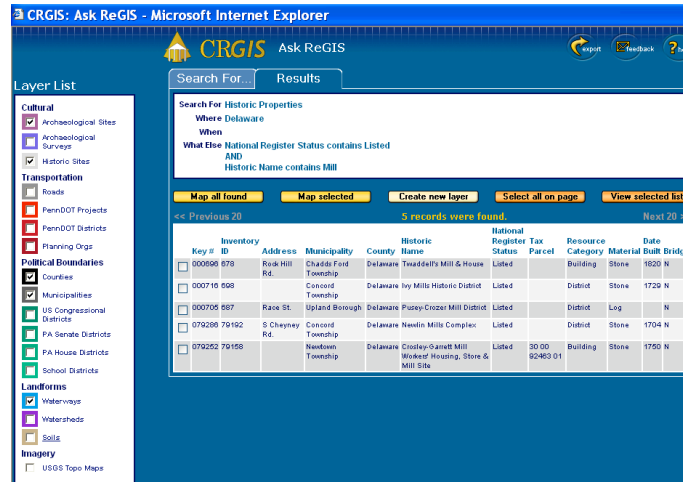 CRGIS: Ask ReGIS - Microsoft Internet Explorer
CRGIS Ask ReGIS
export
feedback
?
Layer List
Search For... Results
Cultural
Archaeological Sites
Archaeological
Surveys
Historic Sites
Transportation
Roads
PennDOT Projects
PennDOT Districts
Planning Orgs
Political Boundaries
Counties
Municipalities
US Congressional
Districts
PA Senate Districts
PA House Districts
School Districts
Landforms
Waterways
Watersheds
Soils
Imagery
USGS Topo Maps
Search For Historic Properties
Where Delaware
When
What Else National Register Status contains Listed
AND
Historic Name contains Mill
Map all found Map selected Create new layer Select all on page View selected list
<< Previous 20 5 records were found. Next 20 >
National
Inventory Historic Register Tax Resource Date
Key # ID Address Municipality County Name Status Parcel Category Material Built Bridg
000696 678 Rock Hill Chadds Ford Delaware Twaddell's Mill & House Listed Building Stone 1820 N
Rd. Township
000716 698 Concord Delaware Ivy Mills Historic District Listed District Stone 1729 N
Township
000705 687 Race St. Upland Borough Delaware Pusey-Crozer Mill District Listed District Log N
079286 79192 S Cheyney Concord Delaware Newlin Mills Complex Listed District Stone 1704 N
Rd. Township
079252 79158 Newtown Delaware Crosley-Garrett Mill Listed 30 00 Building Stone 1750 N
Township Workers' Housing, Store & 92463 01
Mill Site